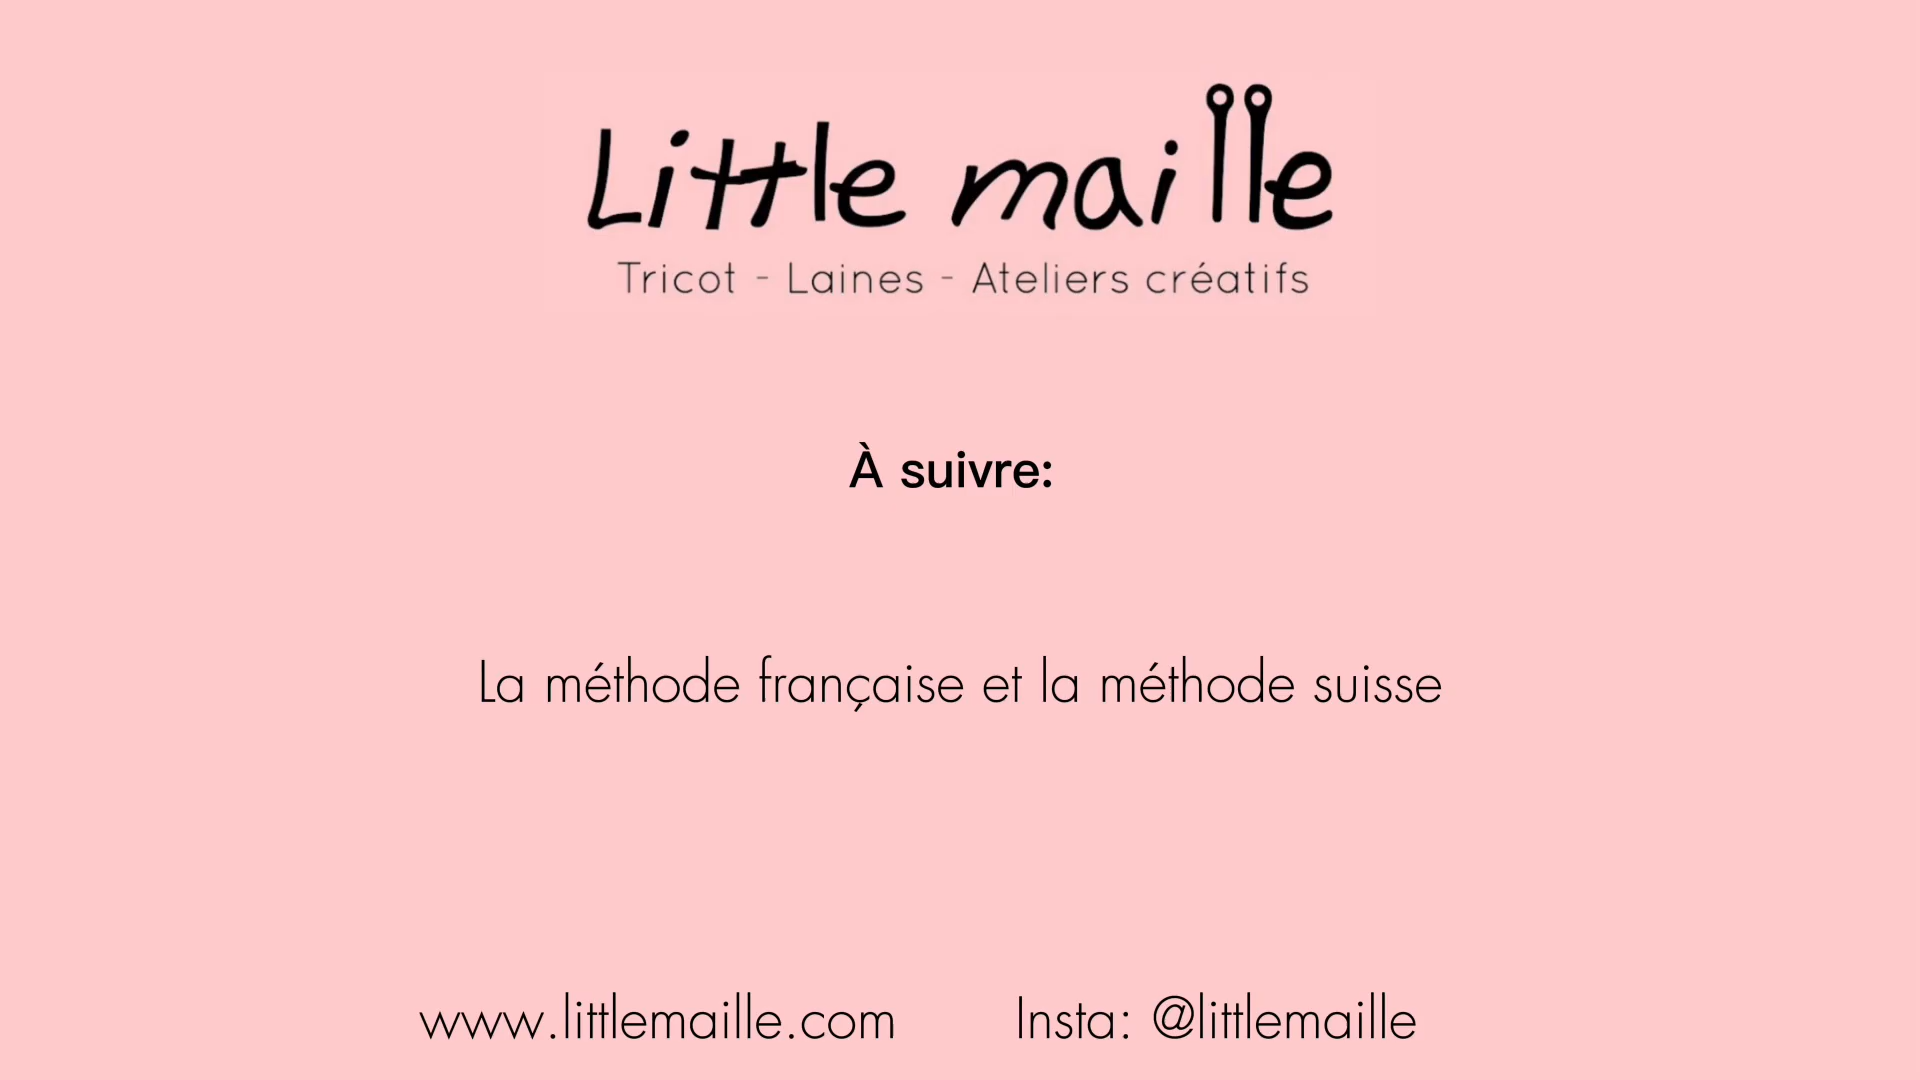 Little maille
Tricot - Laines - Ateliers créatifs
À suivre:
La méthode française et la méthode suisse
www.littlemaille.com Insta: @littlemaille